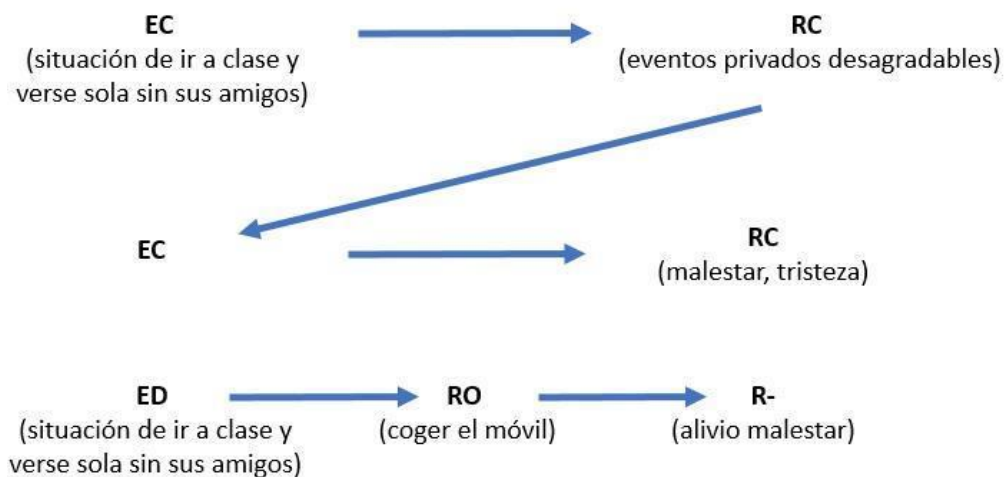 EC
(situación de ir a clase y
verse sola sin sus amigos)
RC
(eventos privados desagradables)
EC
RC
(malestar, tristeza)
ED
(situación de ir a clase y
verse sola sin sus amigos)
RO
(coger el móvil)
R-
(alivio malestar)